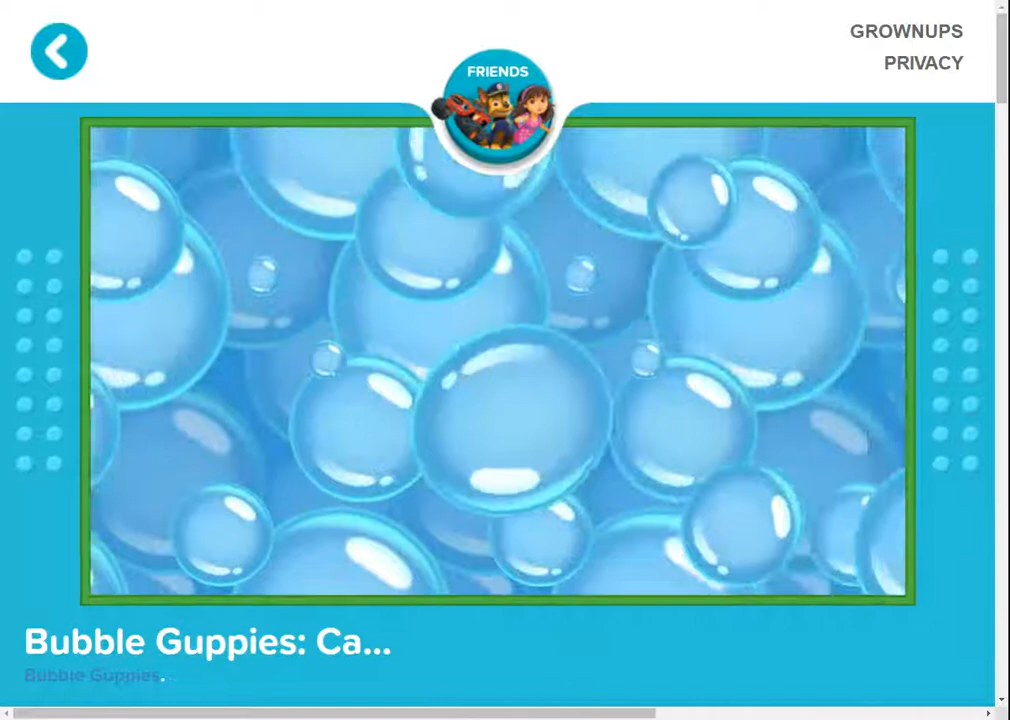 GROWNUPS
PRIVACY
FRIENDS
Bubble Guppies: Ca...
Bubble Guppies.